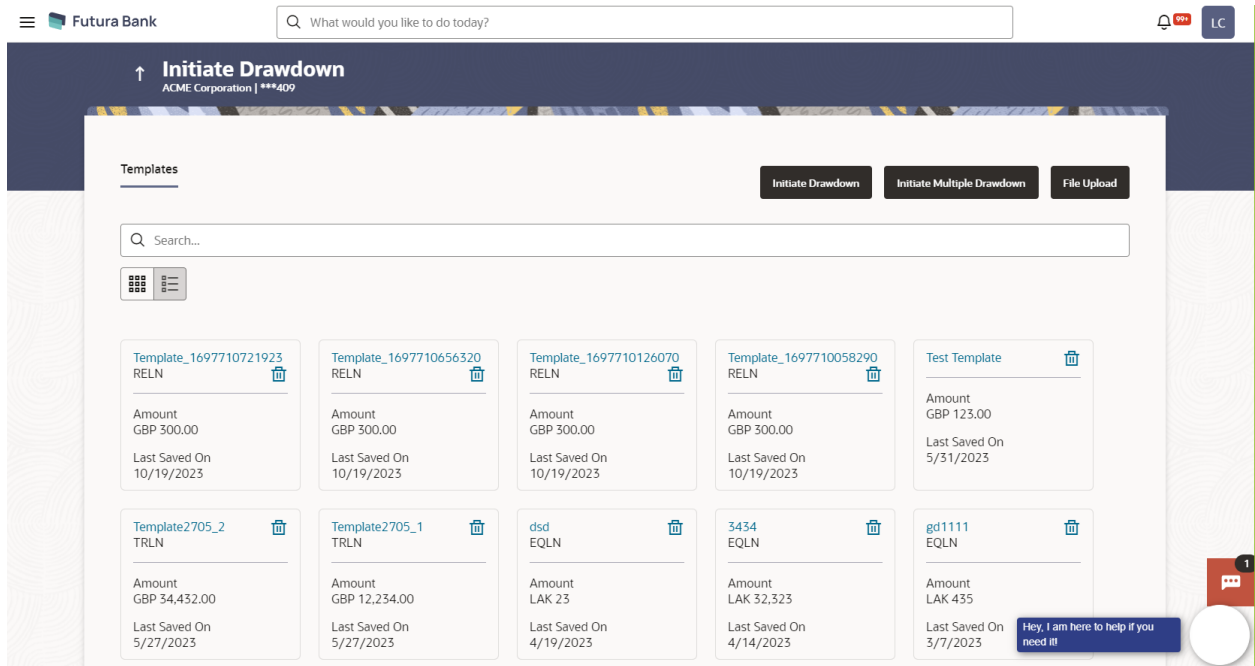 Futura Bank
What would you like to do today?
99+
LC
Initiate Drawdown
ACME Corporation | ***409
Templates
Initiate Drawdown
Initiate Multiple Drawdown
File Upload
Search...
Template_1697710721923
RELN
Amount
GBP 300.00
Last Saved On
10/19/2023
Template_1697710656320
RELN
Amount
GBP 300.00
Last Saved On
10/19/2023
Template_1697710126070
RELN
Amount
GBP 300.00
Last Saved On
10/19/2023
Template_1697710058290
RELN
Amount
GBP 300.00
Last Saved On
10/19/2023
Test Template
Amount
GBP 123.00
Last Saved On
5/31/2023
Template2705_2
TRLN
Amount
GBP 34,432.00
Last Saved On
5/27/2023
Template2705_1
TRLN
Amount
GBP 12,234.00
Last Saved On
5/27/2023
dsd
EQLN
Amount
LAK 23
Last Saved On
4/19/2023
3434
EQLN
Amount
LAK 32,323
Last Saved On
4/14/2023
gd1111
EQLN
Amount
LAK 435
Last Saved On
3/7/2023
1
Hey, I am here to help if you
need it!